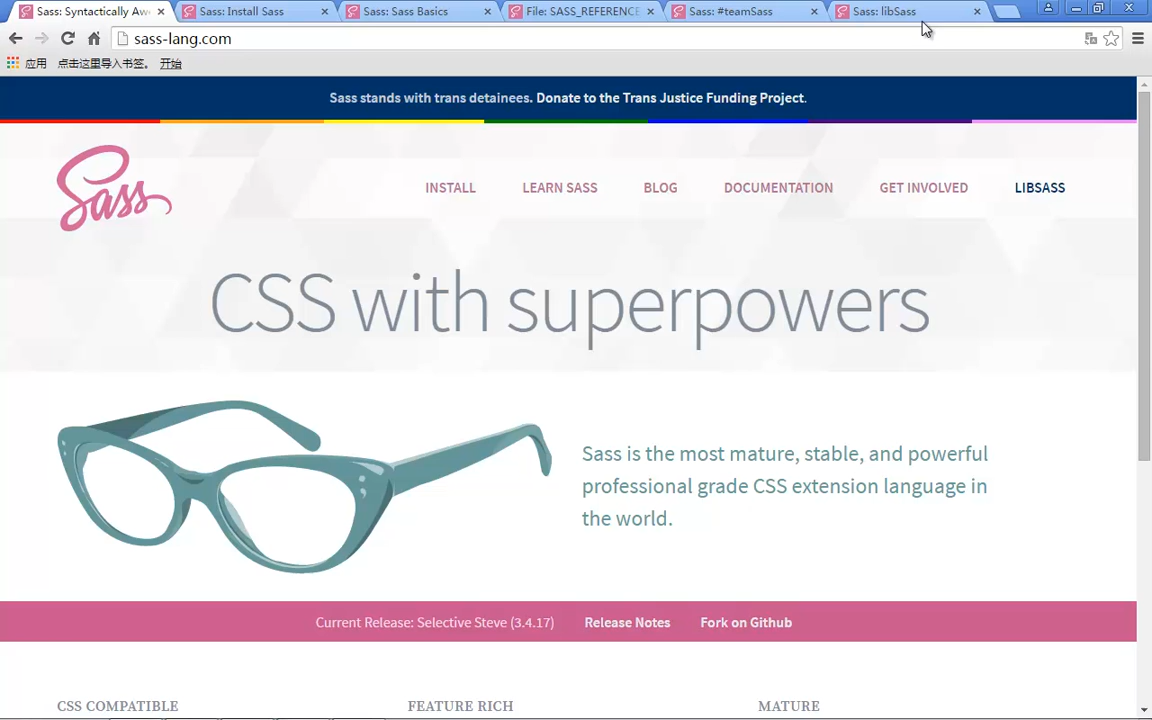 Sass: Syntactically Aw
Sass: Install Sass
Sass: Sass Basics
File: SASS_REFERENCE
Sass: #teamSass
Sass: libSass
sass-lang.com
应用 点击这里导入书签。 开始
Sass stands with trans detainees. Donate to the Trans Justice Funding Project.
Sass
INSTALL LEARN SASS BLOG DOCUMENTATION GET INVOLVED LIBSASS
CSS with superpowers
Sass is the most mature, stable, and powerful
professional grade CSS extension language in
the world.
Current Release: Selective Steve (3.4.17) Release Notes Fork on Github
CSS COMPATIBLE FEATURE RICH MATURE